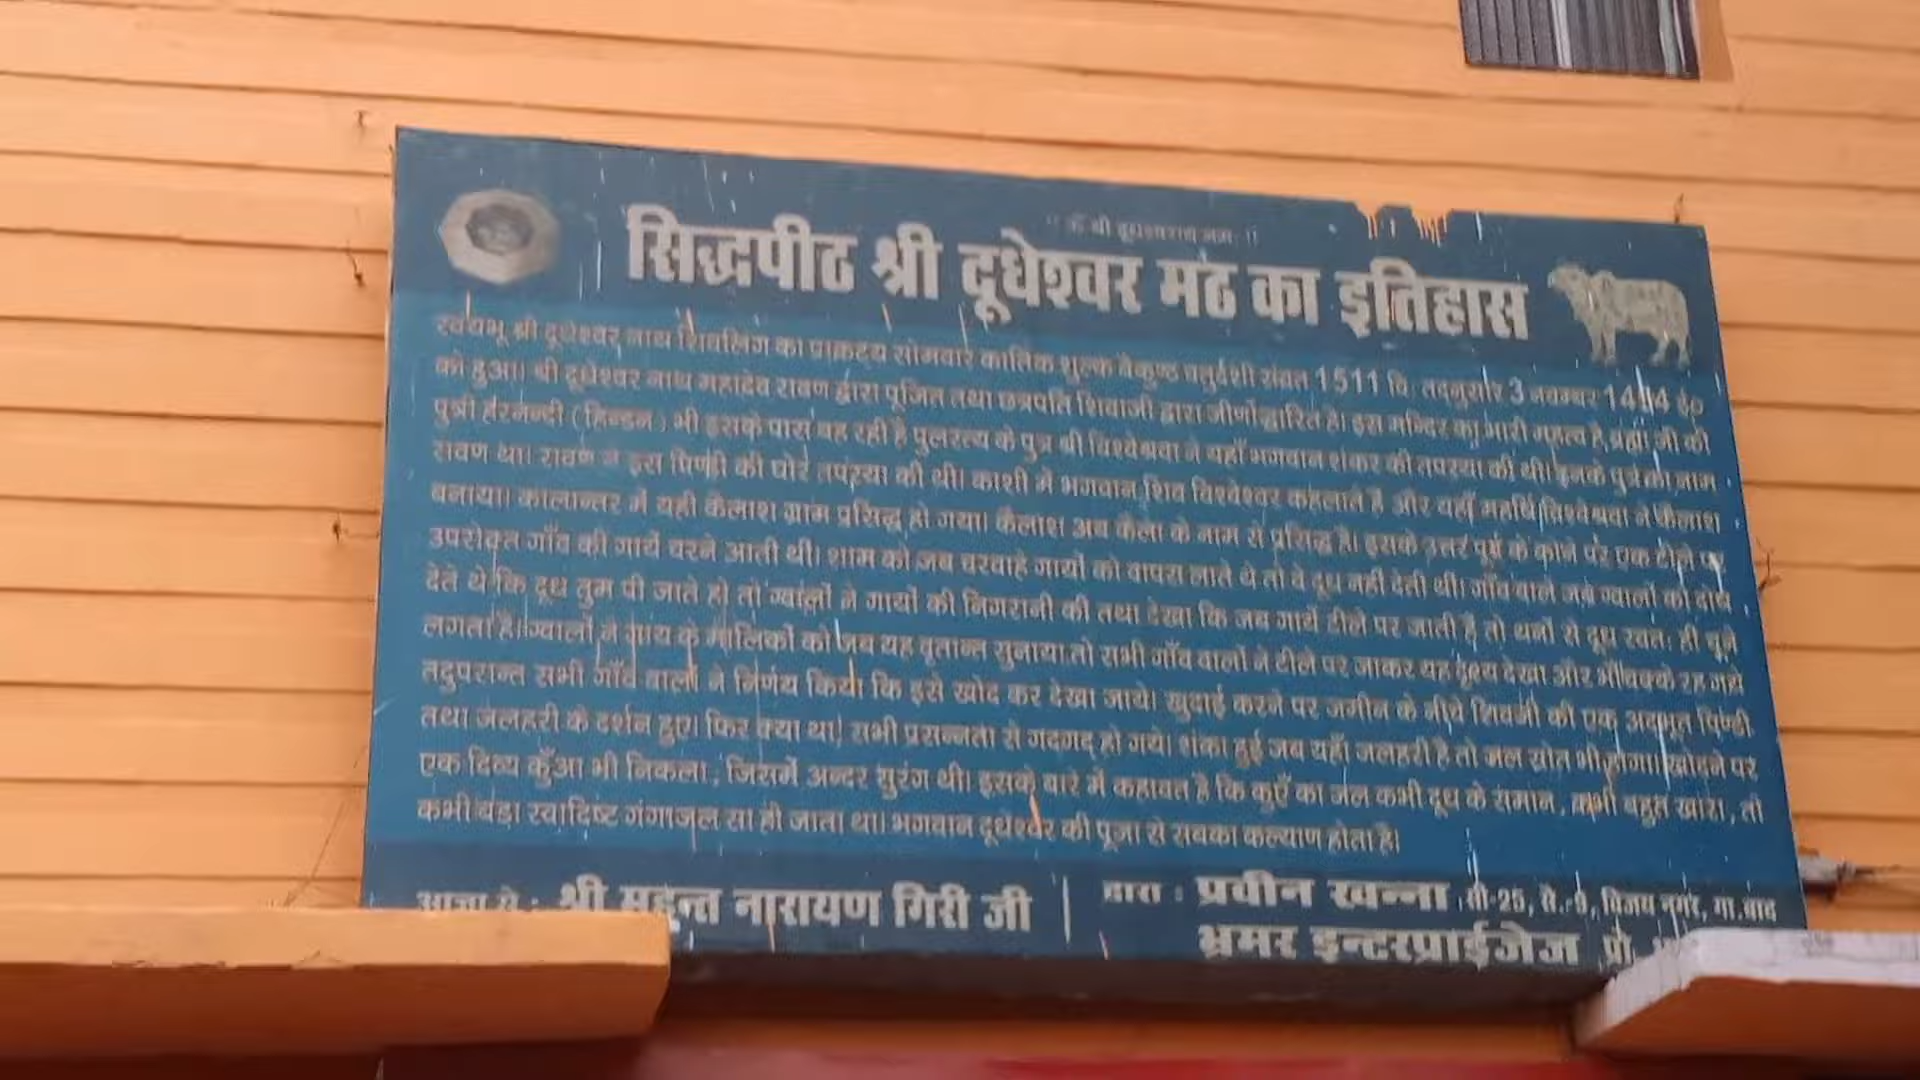 ।। ॐ श्री दूधेश्वराय नमः ।।
सिद्धपीठ श्री दूधेश्वर मठ का इतिहास
स्वयंभू श्री दूधेश्वर नाथ शिवलिंग का प्राकट्य सोमवार कार्तिक शुल्क बैकुण्ठ चतुर्दशी संवत 1511 वि. तदनुसार 3 नवम्बर 1454 ई०
को हुआ। श्री दूधेश्वर नाथ महादेव रावण द्वारा पूजित तथा छत्रपति शिवाजी द्वारा जीर्णोद्धारित है। इस मन्दिर का भारी महत्व है, ब्रह्मा जी की
पुत्री हरनन्दी (हिन्डन) भी इसके पास बह रही है पुलस्त्य के पुत्र श्री विश्वेश्रवा ने यहाँ भगवान शंकर की तपस्या की थी। इनके पुत्र का नाम
रावण था। रावण ने इस पिण्डी की घोर तपस्या की थी। काशी में भगवान शिव विश्वेश्वर कहलाते है और यहाँ महर्षि विश्वेश्रवा ने कैलाश
बनाया। कालान्तर में यही कैलाश ग्राम प्रसिद्ध हो गया। कैलाश अब कैला के नाम से प्रसिद्ध है। इसके उत्तर पूर्व के कोने पर एक टीले पर
उपरोक्त गाँव की गायें चरने आती थी। शाम को जब चरवाहे गायों को वापस लाते थे तो वे दूध नहीं देती थी। गाँव वाले जब ग्वालों को दोष
देते थे कि दूध तुम पी जाते हो तो ग्वालों ने गायों की निगरानी की तथा देखा कि जब गायें टीले पर जाती हैं तो थनों से दूध स्वतः ही चूने
लगता है। ग्वालों ने गाय के मालिकों को जब यह वृतान्त सुनाया तो सभी गाँव वालों ने टीले पर जाकर यह दृश्य देखा और भौंचक्के रह गये
तदुपरान्त सभी गाँव वालों ने निर्णय किया कि इसे खोद कर देखा जाये। खुदाई करने पर जमीन के नीचे शिवजी की एक अद्भूत पिण्डी
तथा जलहरी के दर्शन हुए। फिर क्या था! सभी प्रसन्नता से गदगद् हो गये। शंका हुई जब यहाँ जलहरी है तो जल स्रोत भी होगा। खोदने पर
एक दिव्य कुँआ भी निकला, जिसमें अन्दर सुरंग थी। इसके बारे में कहावत है कि कुएँ का जल कभी दूध के समान, कभी बहुत खारा, तो
कभी बड़ा स्वादिष्ट गंगाजल सा हो जाता था। भगवान दूधेश्वर की पूजा से सबका कल्याण होता है।
आज्ञा से : श्री महन्त नारायण गिरी जी
द्वारा : प्रवीन खन्ना सी-25, से.-9, विजय नगर, गा.बाद
भ्रमर इन्टरप्राईजेज प्रो.